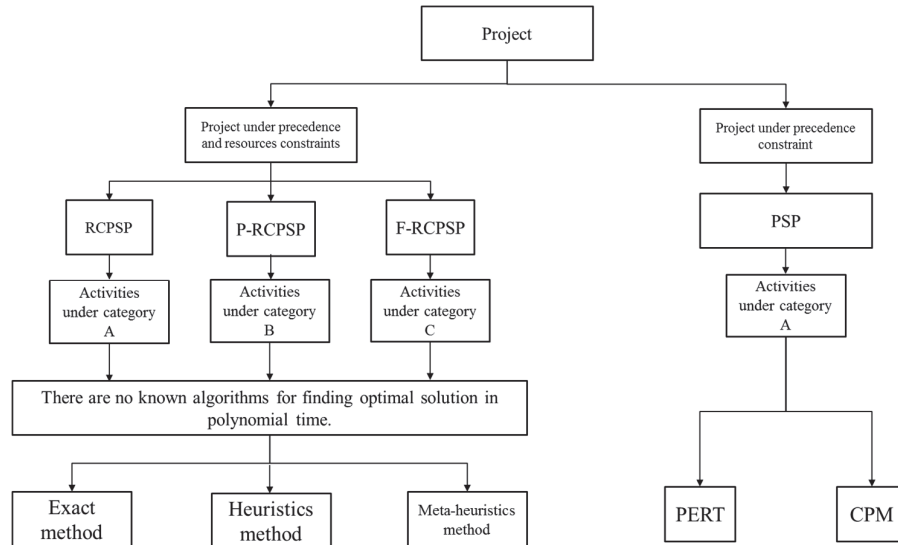 Project
Project under precedence
and resources constraints
Project under precedence
constraint
RCPSP
P-RCPSP
F-RCPSP
PSP
Activities
under category
A
Activities
under category
B
Activities
under category
C
Activities
under category
A
There are no known algorithms for finding optimal solution in
polynomial time.
Exact
method
Heuristics
method
Meta-heuristics
method
PERT
CPM